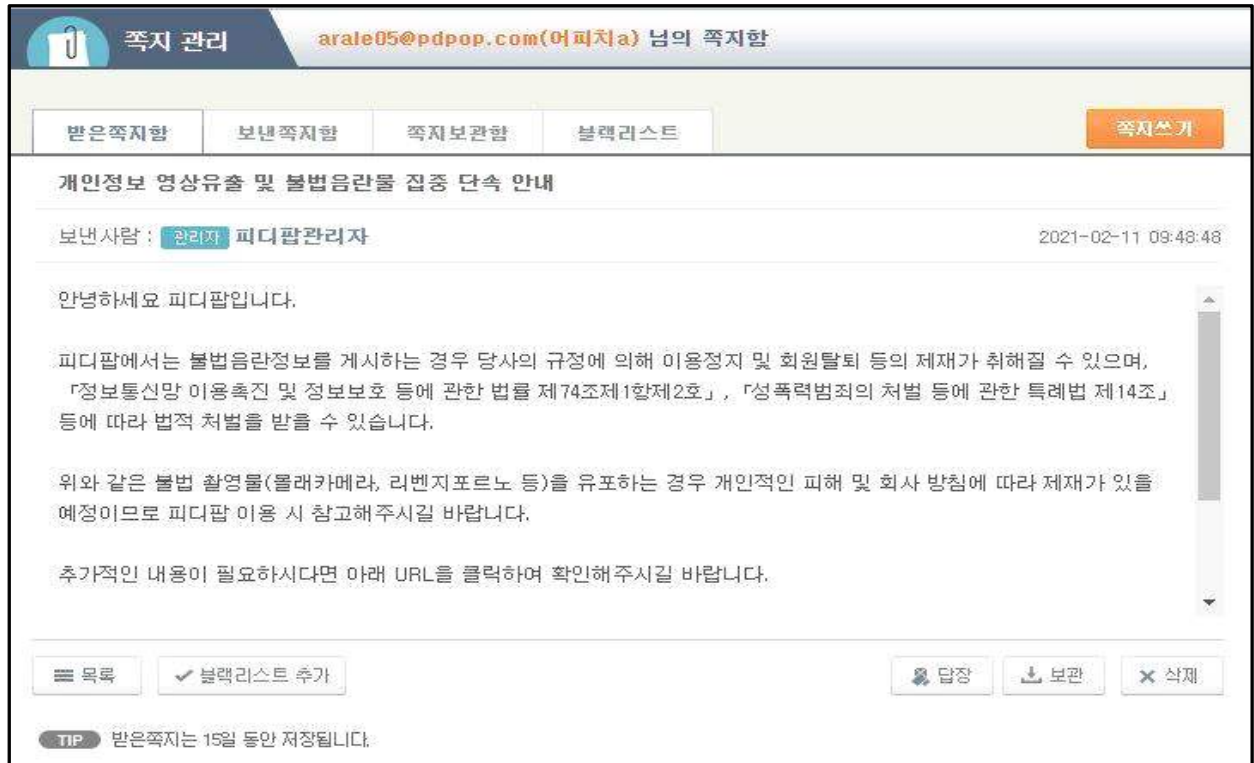 쪽지 관리 arale05@pdpop.com(어피치a) 님의 쪽지함
받은쪽지함 보낸쪽지함 쪽지보관함 블랙리스트 쪽지쓰기
개인정보 영상유출 및 불법음란물 집중 단속 안내
보낸사람 : 관리자 피디팝관리자 2021-02-11 09:48:48
안녕하세요 피디팝입니다.
피디팝에서는 불법음란정보를 게시하는 경우 당사의 규정에 의해 이용정지 및 회원탈퇴 등의 제재가 취해질 수 있으며,
「정보통신망 이용촉진 및 정보보호 등에 관한 법률 제74조제1항제2호」, 「성폭력범죄의 처벌 등에 관한 특례법 제14조」
등에 따라 법적 처벌을 받을 수 있습니다.
위와 같은 불법 촬영물(몰래카메라, 리벤지포르노 등)을 유포하는 경우 개인적인 피해 및 회사 방침에 따라 제재가 있을
예정이므로 피디팝 이용 시 참고해주시길 바랍니다.
추가적인 내용이 필요하시다면 아래 URL을 클릭하여 확인해주시길 바랍니다.
목록 블랙리스트 추가 답장 보관 삭제
TIP 받은쪽지는 15일 동안 저장됩니다.